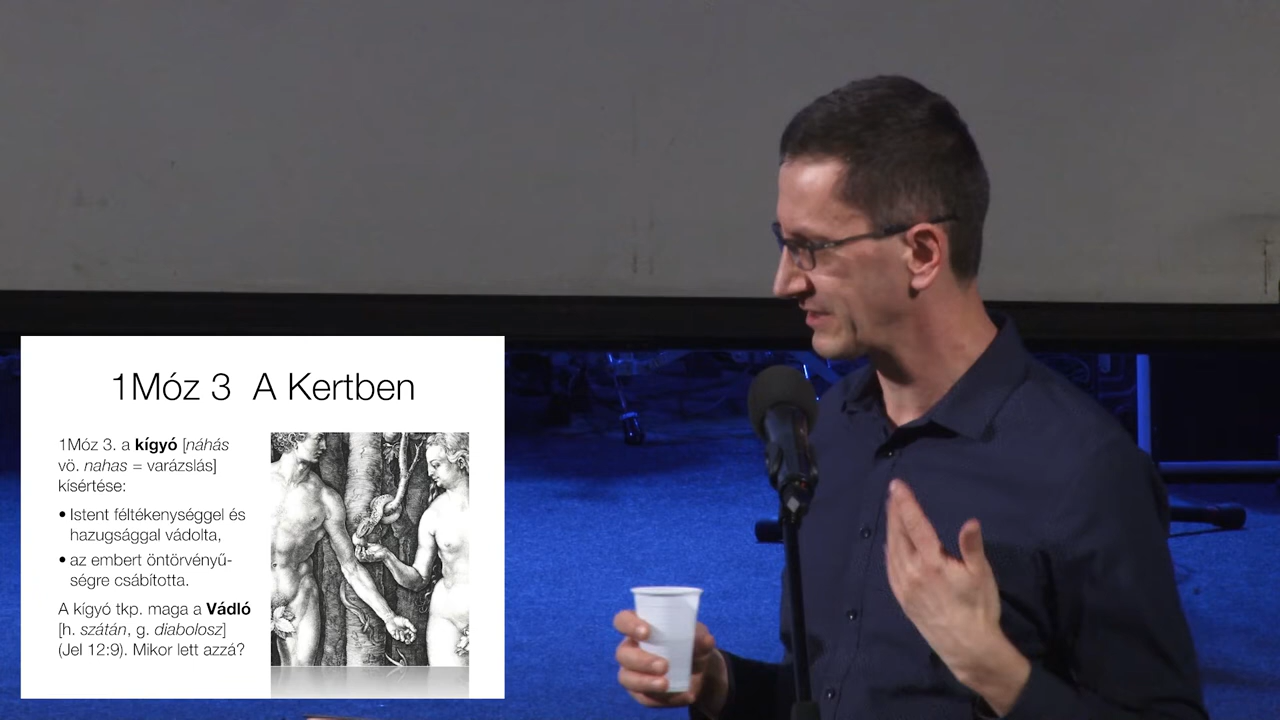 1Móz 3 A Kertben
1Móz 3. a kígyó [náhás
vö. nahas = varázslás]
kísértése:
• Istent féltékenységgel és
hazugsággal vádolta,
• az embert öntörvényű-
ségre csábította.
A kígyó tkp. maga a Vádló
[h. szátán, g. diabolosz]
(Jel 12:9). Mikor lett azzá?